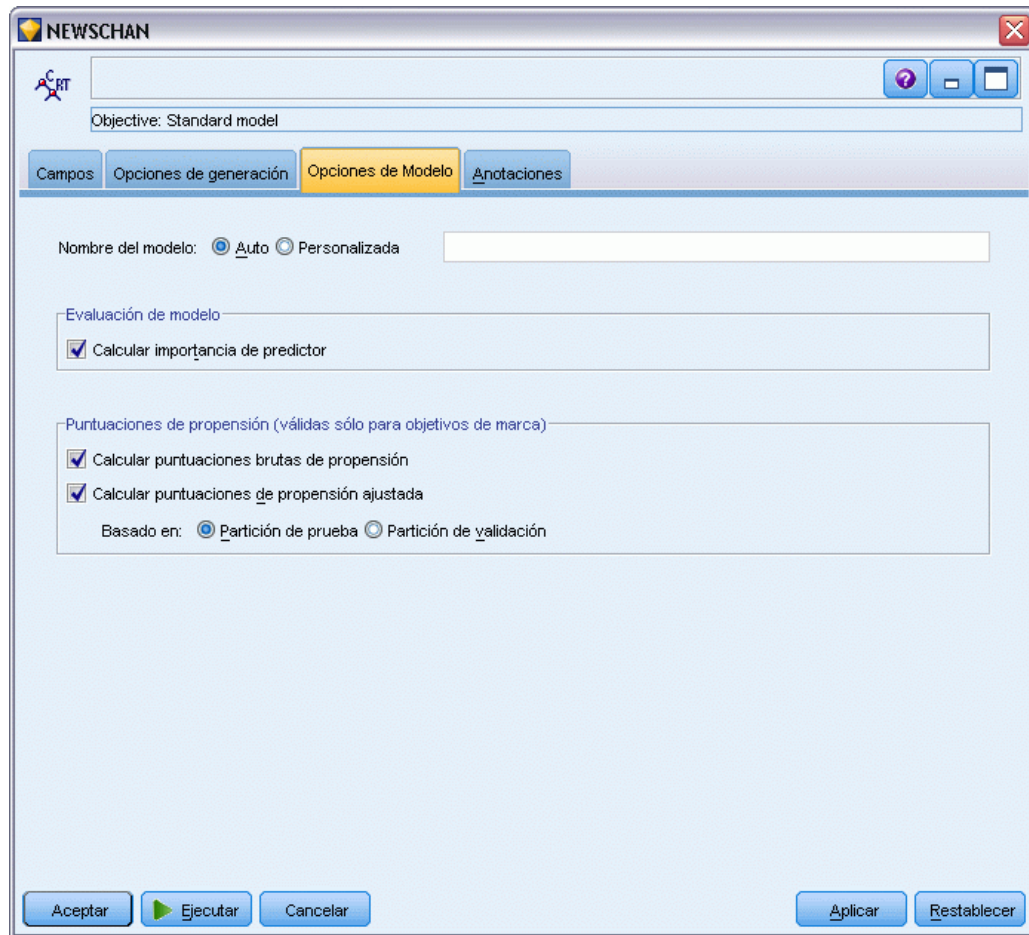 NEWSCHAN
C RT
Objective: Standard model
Campos Opciones de generación Opciones de Modelo Anotaciones
Nombre del modelo: Auto Personalizada
Evaluación de modelo
Calcular importancia de predictor
Puntuaciones de propensión (válidas sólo para objetivos de marca)
Calcular puntuaciones brutas de propensión
Calcular puntuaciones de propensión ajustada
Basado en: Partición de prueba Partición de validación
Aceptar Ejecutar Cancelar Aplicar Restablecer